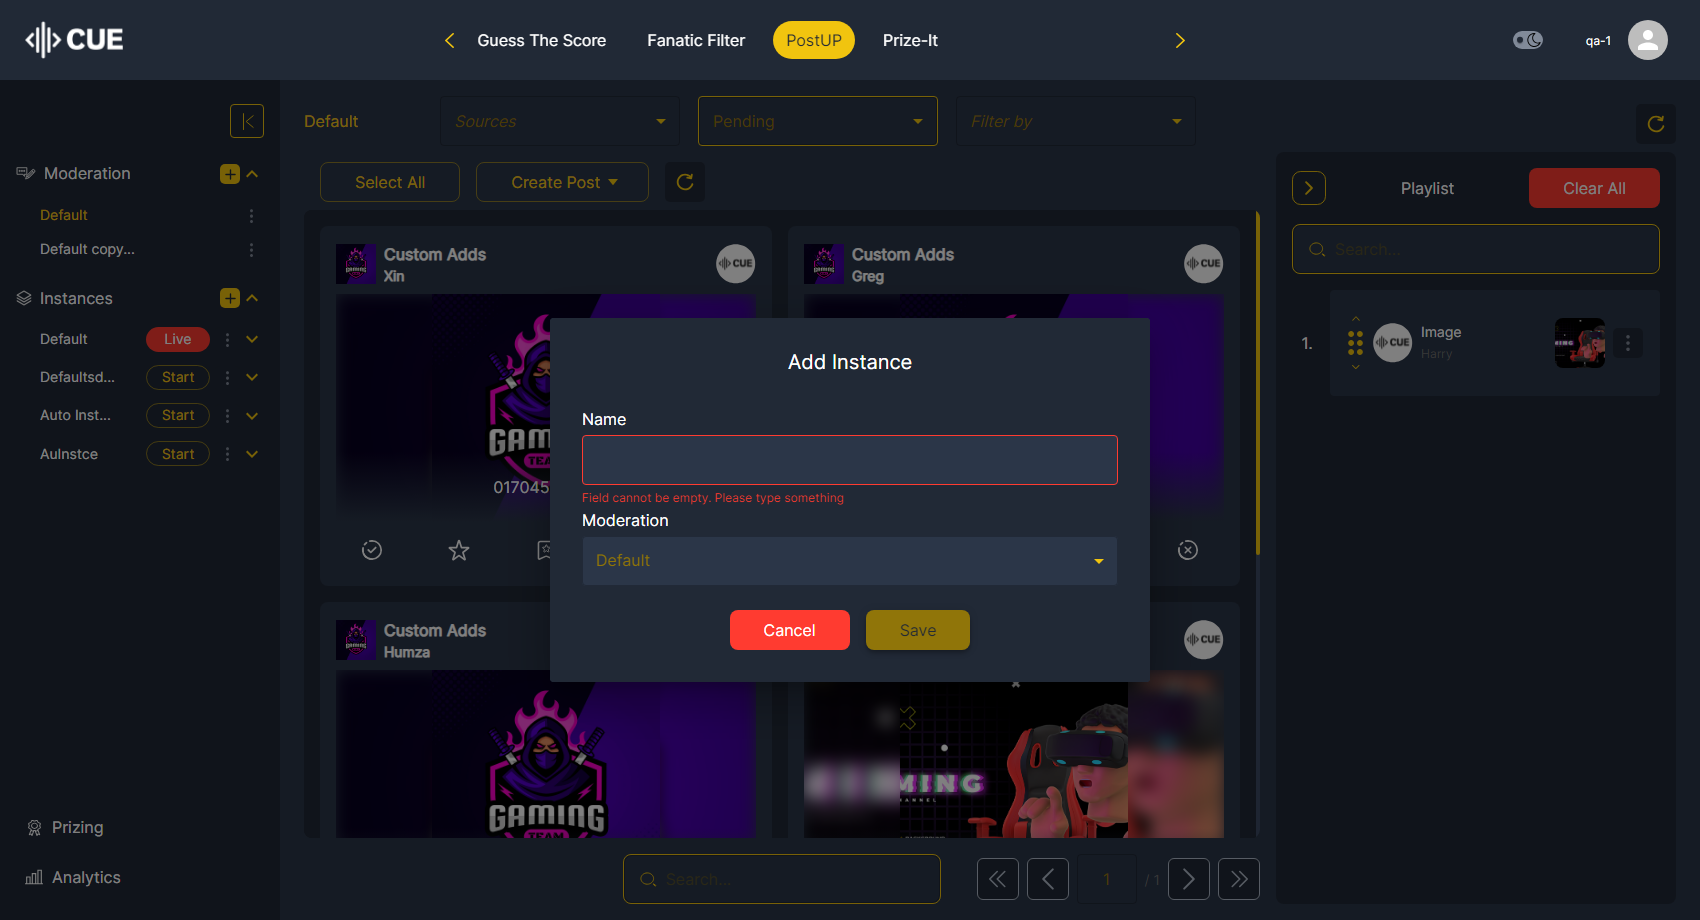 CUE
Guess The Score
Fanatic Filter
PostUP
Prize-It
qa-1
Default
Sources
Pending
Filter by
Moderation
Default
Default copy...
Instances
Default
Live
Defaultsd...
Start
Auto Inst...
Start
AuInstce
Start
Prizing
Analytics
Select All
Create Post
Custom Adds
Xin
CUE
GAM
TEA
017045
Custom Adds
Greg
CUE
Custom Adds
Humza
GAMING
TEAM
CUE
MING
CHANNEL
Add Instance
Name
Field cannot be empty. Please type something
Moderation
Default
Cancel
Save
Search...
1
/ 1
Playlist
Clear All
Search...
1.
CUE
Image
Harry